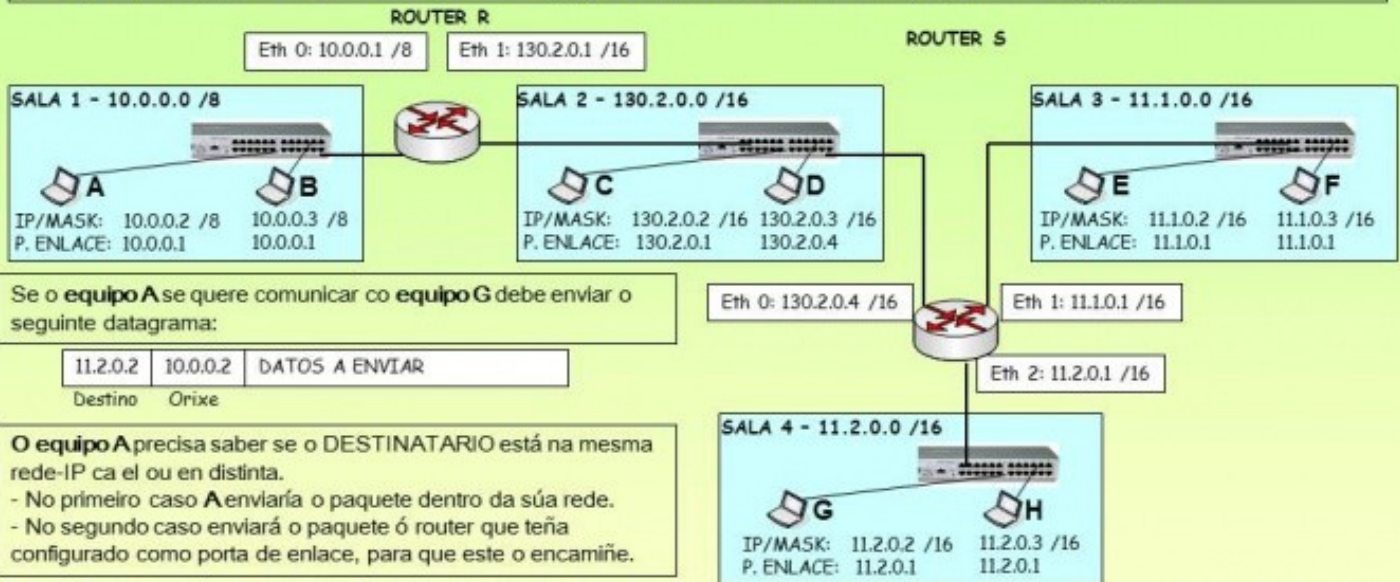 ROUTER R
ROUTER S
Eth 0: 10.0.0.1 /8
Eth 1: 130.2.0.1 /16
SALA 1 - 10.0.0.0 /8
A
B
IP/MASK: 10.0.0.2 /8 10.0.0.3 /8
P. ENLACE: 10.0.0.1 10.0.0.1
SALA 2 - 130.2.0.0 /16
C
D
IP/MASK: 130.2.0.2 /16 130.2.0.3 /16
P. ENLACE: 130.2.0.1 130.2.0.4
SALA 3 - 11.1.0.0 /16
E
F
IP/MASK: 11.1.0.2 /16 11.1.0.3 /16
P. ENLACE: 11.1.0.1 11.1.0.1
Se o equipo A se quere comunicar co equipo G debe enviar o
seguinte datagrama:
11.2.0.2 10.0.0.2 DATOS A ENVIAR
Destino Orixe
Eth 0: 130.2.0.4 /16
Eth 1: 11.1.0.1 /16
Eth 2: 11.2.0.1 /16
O equipo A precisa saber se o DESTINATARIO está na mesma
rede-IP ca el ou en distinta.
- No primeiro caso A enviaría o paquete dentro da súa rede.
- No segundo caso enviará o paquete ó router que teña
configurado como porta de enlace, para que este o encamiñe.
SALA 4 - 11.2.0.0 /16
G
H
IP/MASK: 11.2.0.2 /16 11.2.0.3 /16
P. ENLACE: 11.2.0.1 11.2.0.1